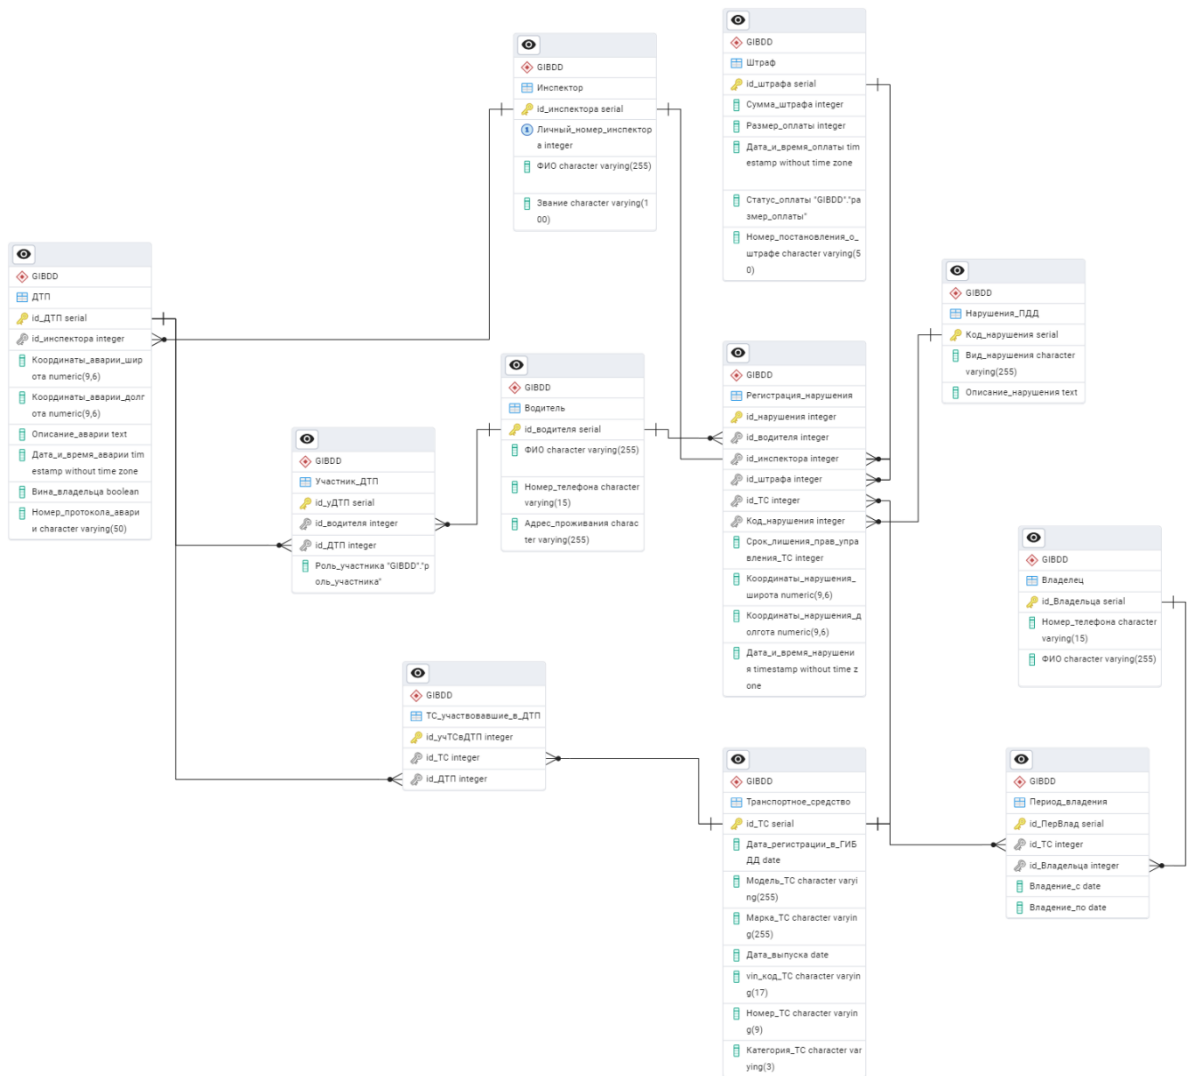 GIBDD
Штраф
id_штрафа serial
Сумма_штрафа integer
Размер_оплаты integer
Дата_и_время_оплаты tim
estamp without time zone
Статус_оплаты "GIBDD"."ра
змер_оплаты"
Номер_постановления_о_
штрафе character varying(5
0)
GIBDD
Инспектор
id_инспектора serial
Личный_номер_инспектор
а integer
ФИО character varying(255)
Звание character varying(1
00)
GIBDD
ДТП
id_ДТП serial
id_инспектора integer
Координаты_аварии_шир
ота numeric(9,6)
Координаты_аварии_долг
ота numeric(9,6)
Описание_аварии text
Дата_и_время_аварии tim
estamp without time zone
Вина_владельца boolean
Номер_протокола_авари
и character varying(50)
GIBDD
Нарушения_ПДД
Код_нарушения serial
Вид_нарушения character
varying(255)
Описание_нарушения text
GIBDD
Водитель
id_водителя serial
ФИО character varying(255)
Номер_телефона character
varying(15)
Адрес_проживания charac
ter varying(255)
GIBDD
Регистрация_нарушения
id_нарушения integer
id_водителя integer
id_инспектора integer
id_штрафа integer
id_ТС integer
Код_нарушения integer
Срок_лишения_прав_упра
вления_ТС integer
Координаты_нарушения_
широта numeric(9,6)
Координаты_нарушения_д
олгота numeric(9,6)
Дата_и_время_нарушени
я timestamp without time z
one
GIBDD
Участник_ДТП
id_уДТП serial
id_водителя integer
id_ДТП integer
Роль_участника "GIBDD"."р
оль_участника"
GIBDD
Владелец
id_Владельца serial
Номер_телефона character
varying(15)
ФИО character varying(255)
GIBDD
ТС_участвовавшие_в_ДТП
id_учТСвДТП integer
id_ТС integer
id_ДТП integer
GIBDD
Транспортное_средство
id_ТС serial
Дата_регистрации_в_ГИБ
ДД date
Модель_ТС character varyi
ng(255)
Марка_ТС character varyin
g(255)
Дата_выпуска date
vin_код_ТС character varyin
g(17)
Номер_ТС character varyin
g(9)
Категория_ТС character var
ying(3)
GIBDD
Период_владения
id_ПерВлад serial
id_ТС integer
id_Владельца integer
Владение_с date
Владение_по date